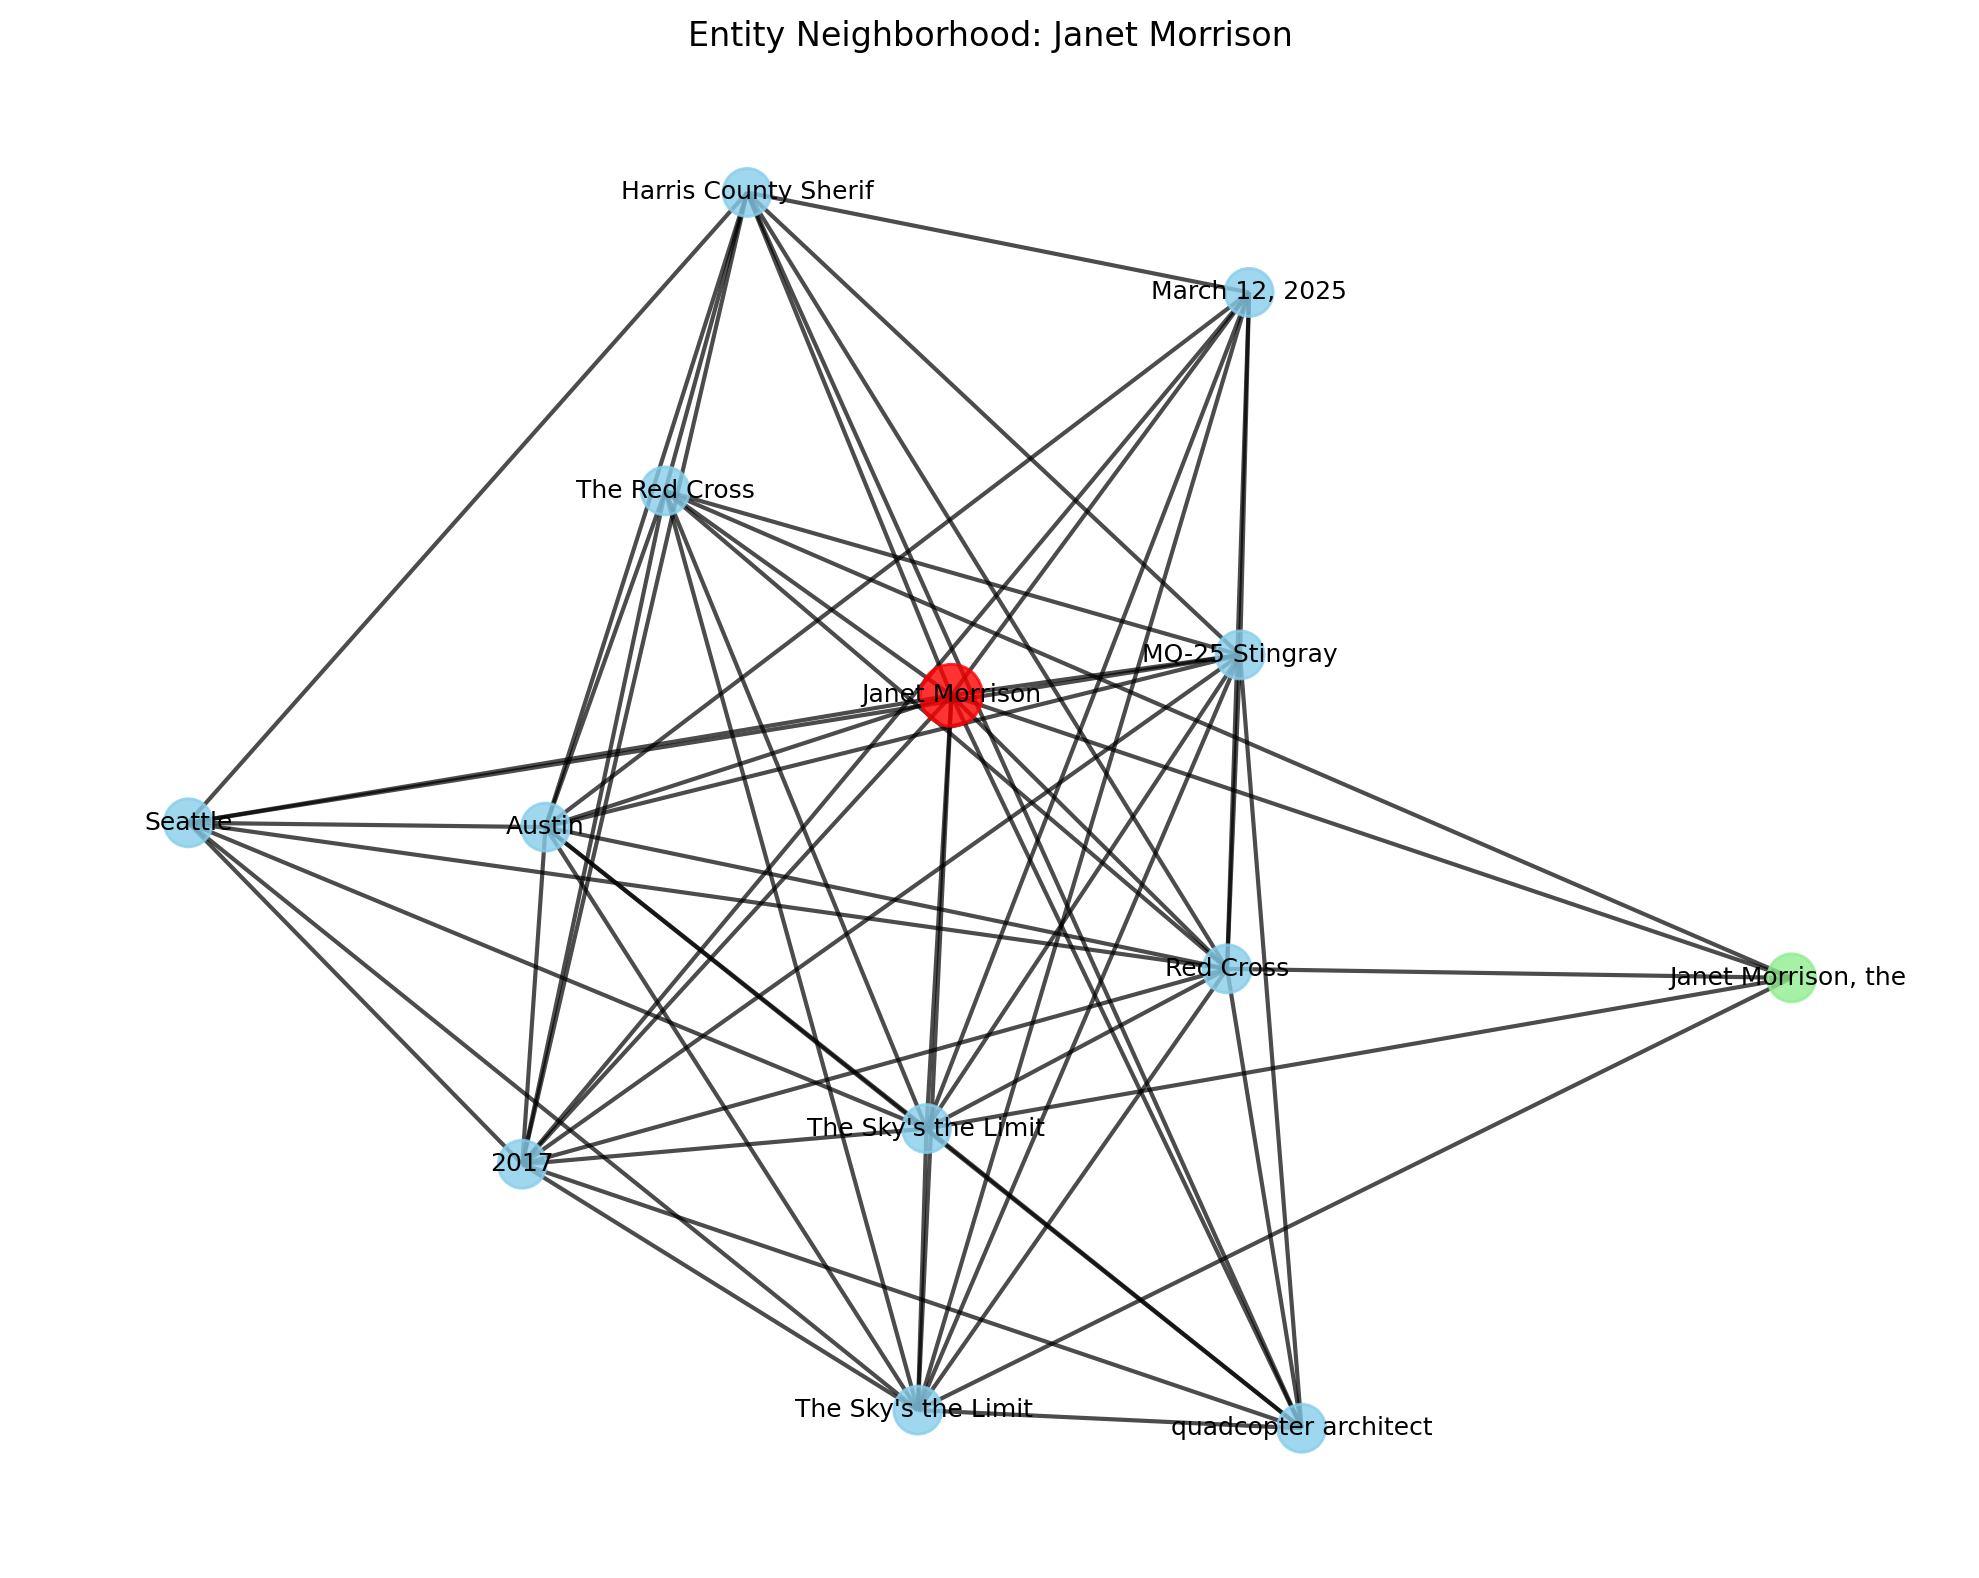 Entity Neighborhood: Janet Morrison
Harris County Sherif
March 12, 2025
The Red Cross
MQ-25 Stingray
Janet Morrison
Seattle
Austin
Red Cross
Janet Morrison, the
The Sky's the Limit
2017
The Sky's the Limit
quadcopter architect